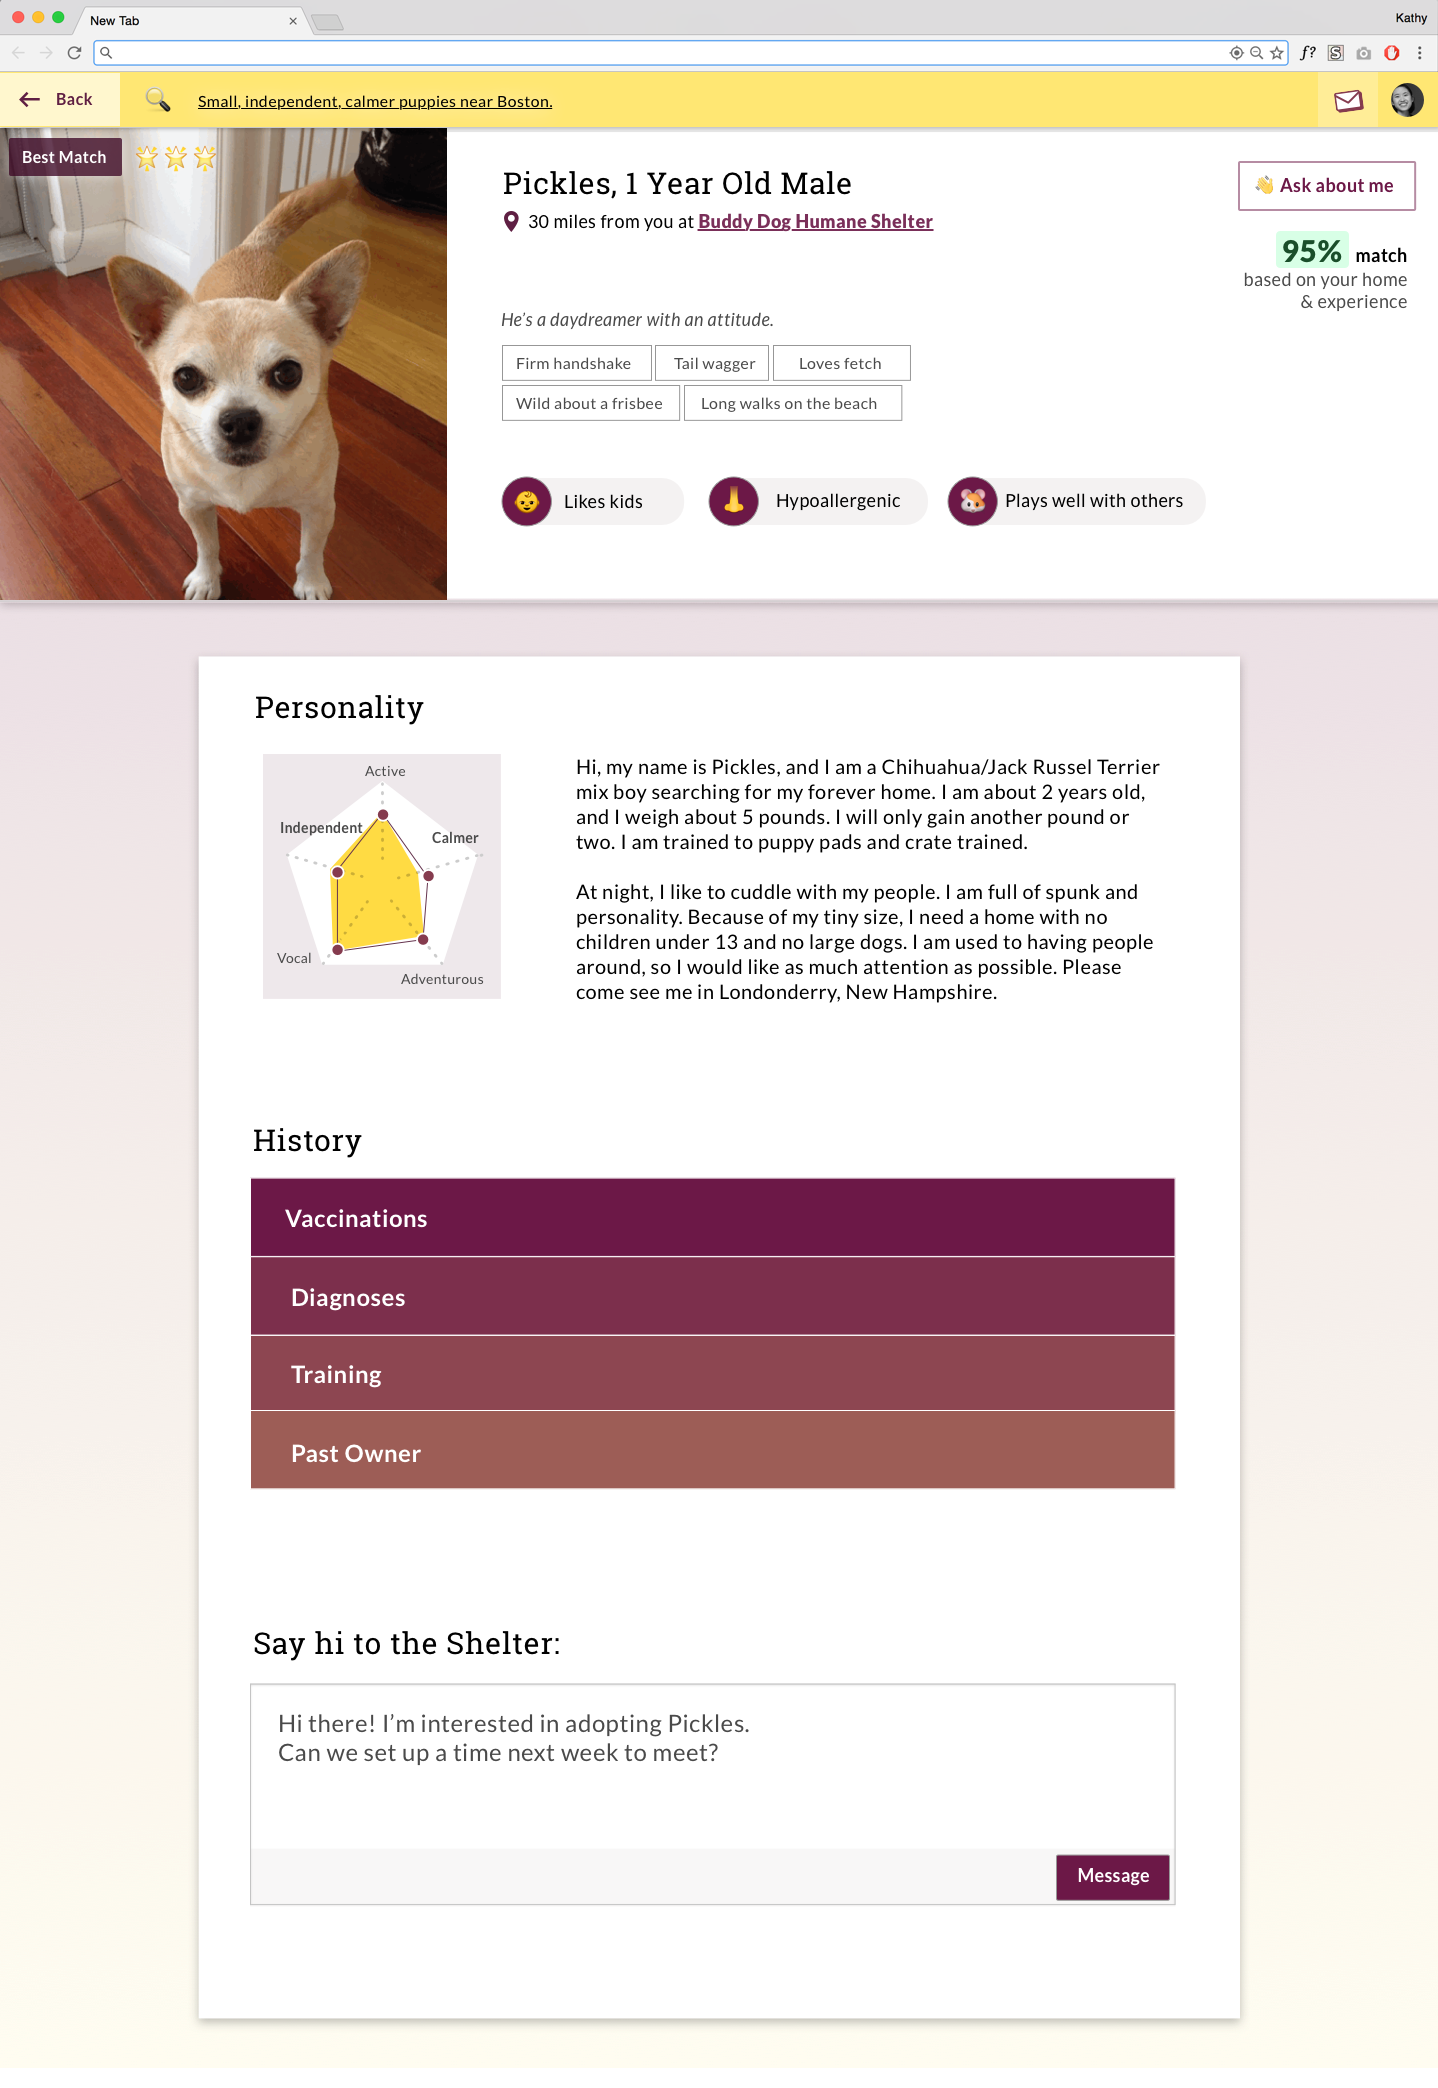 New Tab
Kathy
f?
S
Back
Small, independent, calmer puppies near Boston.
Best Match
Pickles, 1 Year Old Male
30 miles from you at Buddy Dog Humane Shelter
Ask about me
95% match
based on your home
& experience
He's a daydreamer with an attitude.
Firm handshake
Tail wagger
Loves fetch
Wild about a frisbee
Long walks on the beach
Likes kids
Hypoallergenic
Plays well with others
Personality
Active
Independent
Calmer
Vocal
Adventurous
Hi, my name is Pickles, and I am a Chihuahua/Jack Russel Terrier
mix boy searching for my forever home. I am about 2 years old,
and I weigh about 5 pounds. I will only gain another pound or
two. I am trained to puppy pads and crate trained.
At night, I like to cuddle with my people. I am full of spunk and
personality. Because of my tiny size, I need a home with no
children under 13 and no large dogs. I am used to having people
around, so I would like as much attention as possible. Please
come see me in Londonderry, New Hampshire.
History
Vaccinations
Diagnoses
Training
Past Owner
Say hi to the Shelter:
Hi there! I’m interested in adopting Pickles.
Can we set up a time next week to meet?
Message